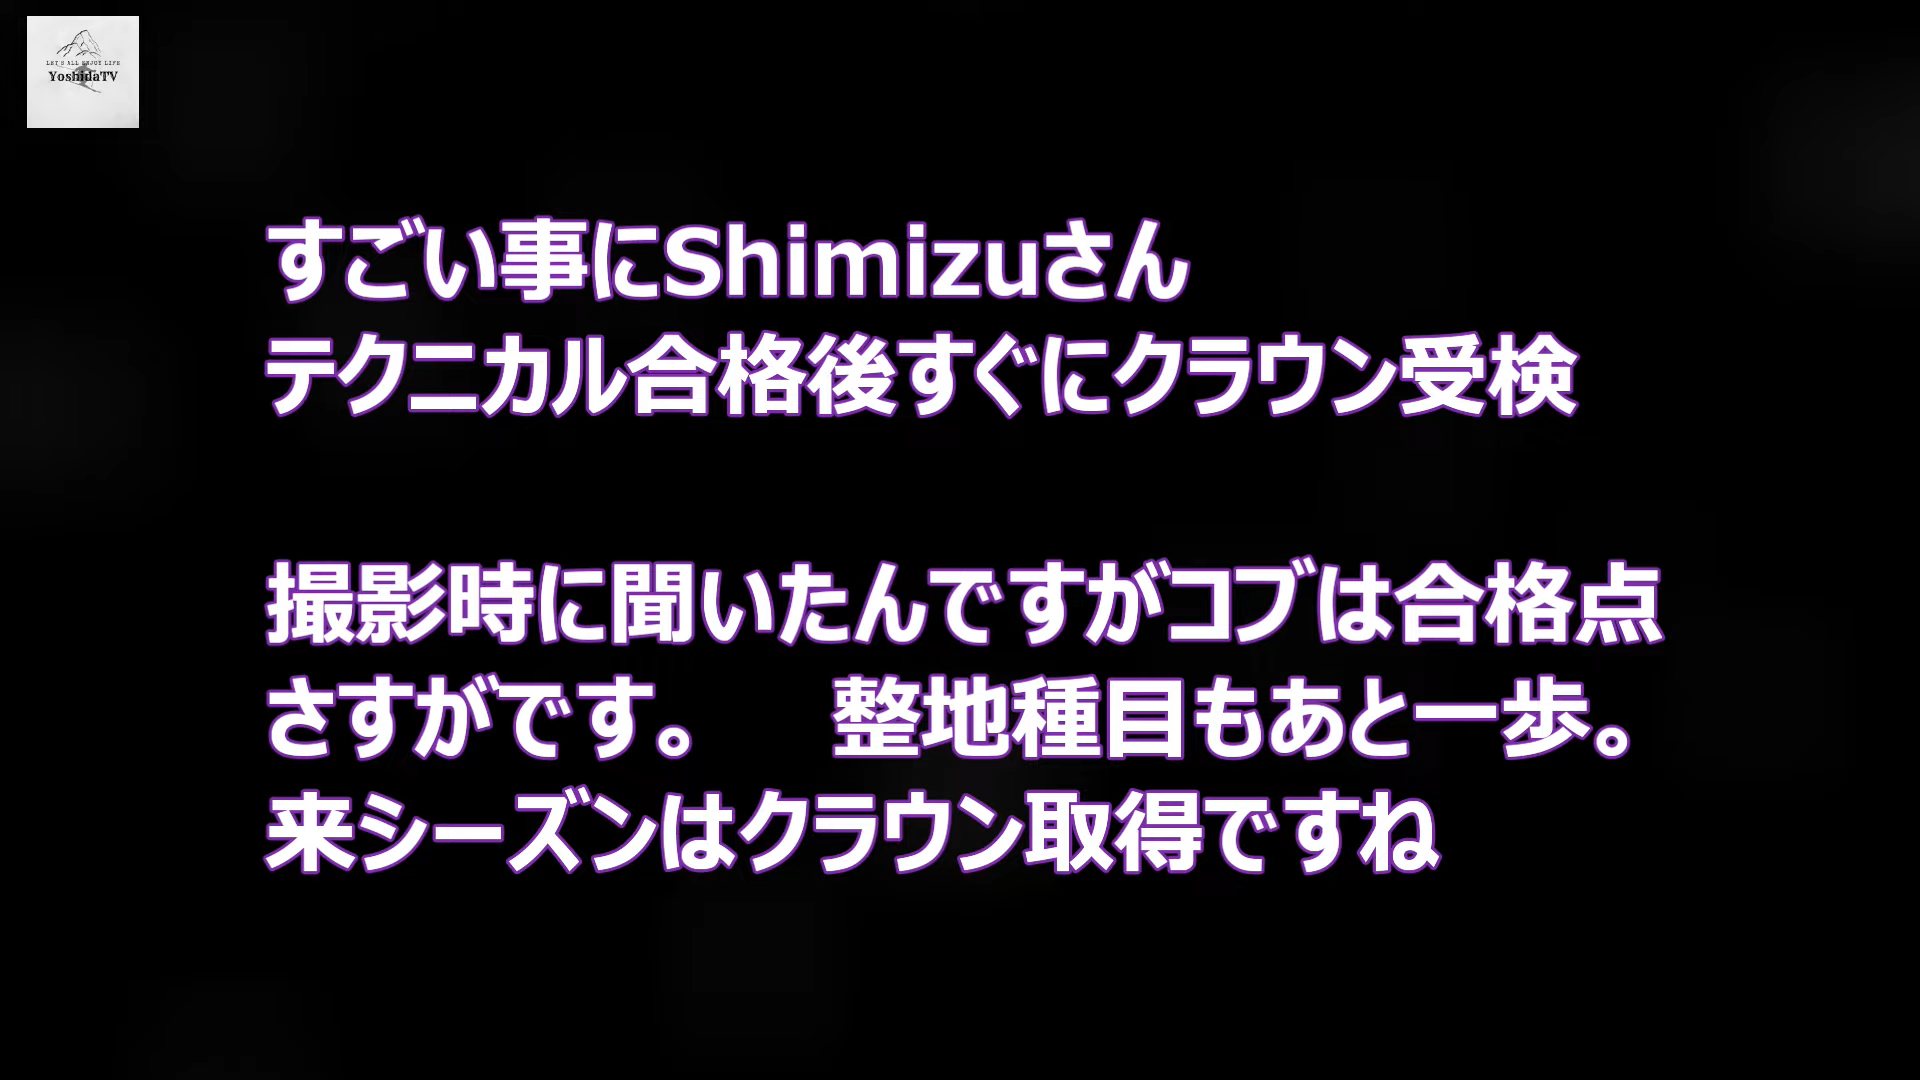 LET'S ALL ENJOY LIFE
YoshidaTV
すごい事にShimizuさん
テクニカル合格後すぐにクラウン受検
撮影時に聞いたんですがコブは合格点
さすがです。　整地種目もあと一歩。
来シーズンはクラウン取得ですね